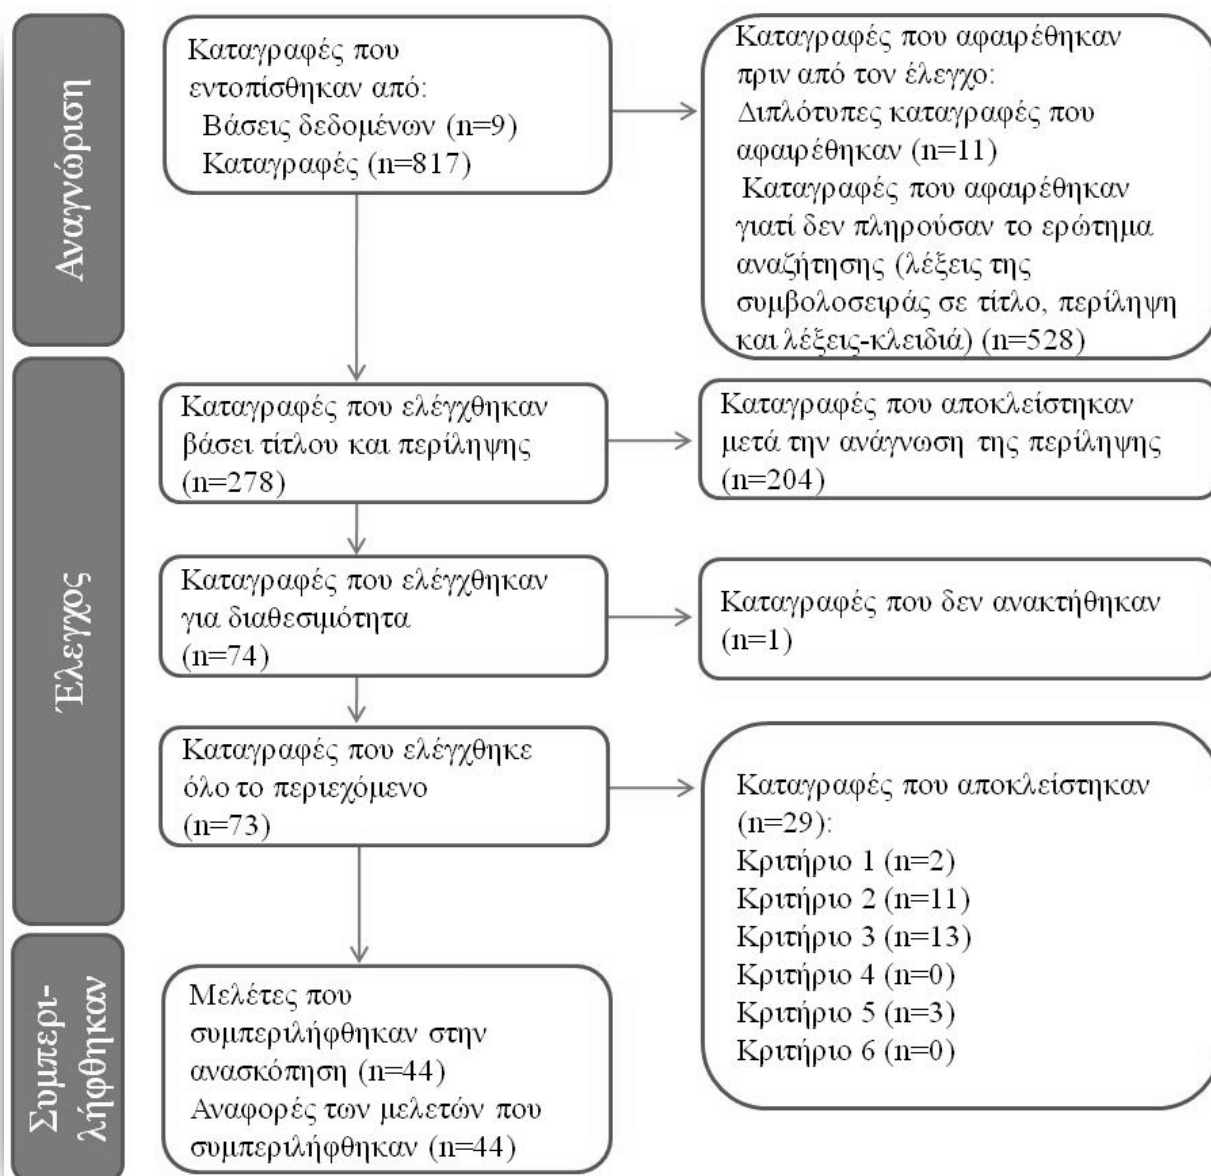 Αναγνώριση
Καταγραφές που
εντοπίσθηκαν από:
Βάσεις δεδομένων (n=9)
Καταγραφές (n=817)
Καταγραφές που αφαιρέθηκαν
πριν από τον έλεγχο:
Διπλότυπες καταγραφές που
αφαιρέθηκαν (n=11)
Καταγραφές που αφαιρέθηκαν
γιατί δεν πληρούσαν το ερώτημα
αναζήτησης (λέξεις της
συμβολοσειράς σε τίτλο, περίληψη
και λέξεις-κλειδιά) (n=528)
Έλεγχος
Καταγραφές που ελέγχθηκαν
βάσει τίτλου και περίληψης
(n=278)
Καταγραφές που αποκλείστηκαν
μετά την ανάγνωση της περίληψης
(n=204)
Καταγραφές που ελέγχθηκαν
για διαθεσιμότητα
(n=74)
Καταγραφές που δεν ανακτήθηκαν
(n=1)
Καταγραφές που ελέγχθηκε
όλο το περιεχόμενο
(n=73)
Καταγραφές που αποκλείστηκαν
(n=29):
Κριτήριο 1 (n=2)
Κριτήριο 2 (n=11)
Κριτήριο 3 (n=13)
Κριτήριο 4 (n=0)
Κριτήριο 5 (n=3)
Κριτήριο 6 (n=0)
Συμπερι-
λήφθηκαν
Μελέτες που
συμπεριλήφθηκαν στην
ανασκόπηση (n=44)
Αναφορές των μελετών που
συμπεριλήφθηκαν (n=44)